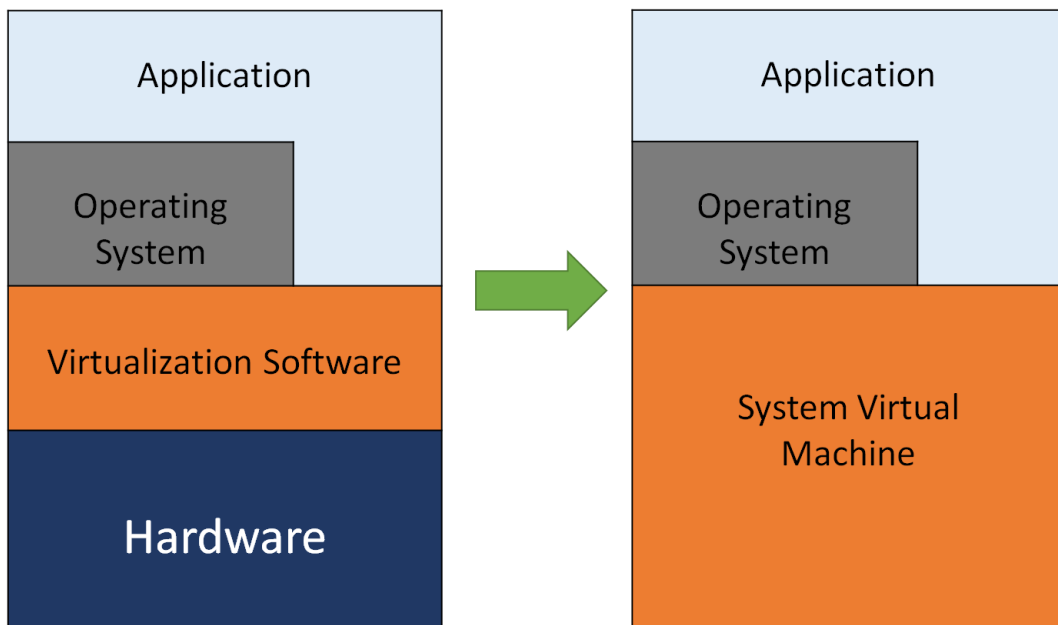 Application
Operating
System
Virtualization Software
Hardware
Application
Operating
System
System Virtual
Machine